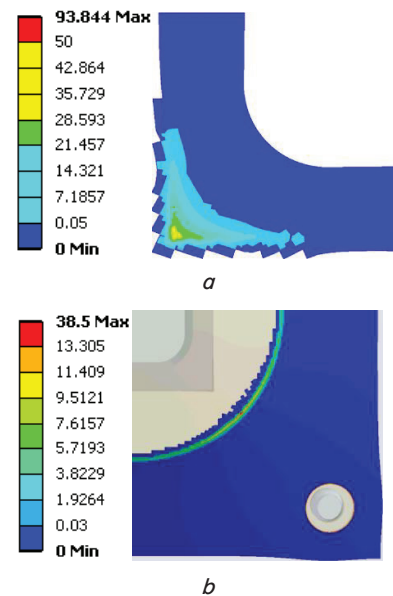 93.844 Max
50
42.864
35.729
28.593
21.457
14.321
7.1857
0.05
0 Min
a
38.5 Max
13.305
11.409
9.5121
7.6157
5.7193
3.8229
1.9264
0.03
0 Min
b